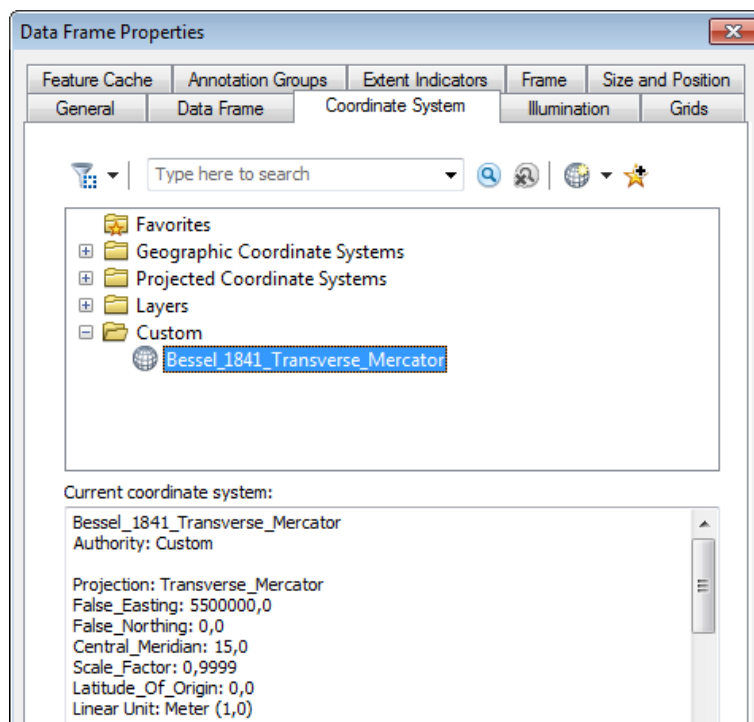 Data Frame Properties
Feature Cache Annotation Groups Extent Indicators Frame Size and Position
General Data Frame Coordinate System Illumination Grids
Type here to search
Favorites
Geographic Coordinate Systems
Projected Coordinate Systems
Layers
Custom
Bessel_1841_Transverse_Mercator
Current coordinate system:
Bessel_1841_Transverse_Mercator
Authority: Custom
Projection: Transverse_Mercator
False_Easting: 5500000,0
False_Northing: 0,0
Central_Meridian: 15,0
Scale_Factor: 0,9999
Latitude_Of_Origin: 0,0
Linear Unit: Meter (1,0)